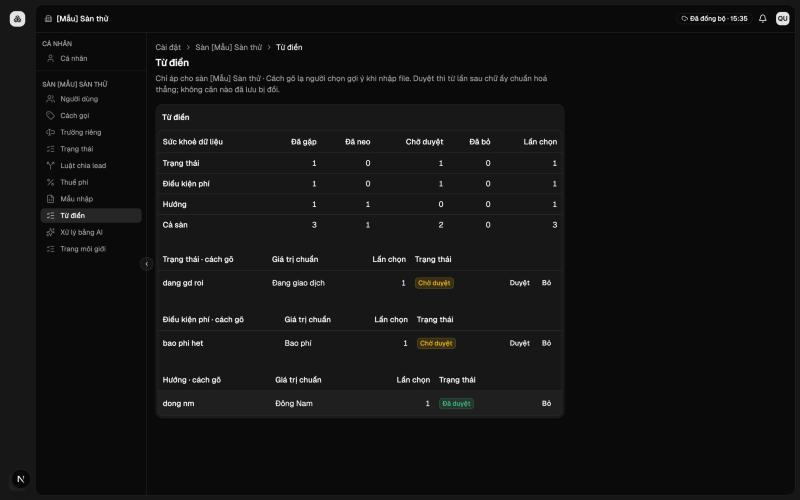 [Mẫu] Sàn thử
Đã đồng bộ · 15:35
QU
CÁ NHÂN
Cá nhân
SÀN [MẪU] SÀN THỬ
Người dùng
Cách gọi
Trường riêng
Trạng thái
Luật chia lead
Thuế phí
Mẫu nhập
Từ điển
Xử lý bằng AI
Trang môi giới
N
Cài đặt > Sàn [Mẫu] Sàn thử > Từ điển
Từ điển
Chỉ áp cho sàn [Mẫu] Sàn thử · Cách gõ lạ người chọn gợi ý khi nhập file. Duyệt thì từ lần sau chữ ấy chuẩn hoá
thẳng; không căn nào đã lưu bị đổi.
Từ điển
Sức khoẻ dữ liệu Đã gặp Đã neo Chờ duyệt Đã bỏ Lần chọn
Trạng thái 1 0 1 0 1
Điều kiện phí 1 0 1 0 1
Hướng 1 1 0 0 1
Cả sàn 3 1 2 0 3
Trạng thái · cách gõ Giá trị chuẩn Lần chọn Trạng thái
dang gd roi Đang giao dịch 1 Chờ duyệt Duyệt Bỏ
Điều kiện phí · cách gõ Giá trị chuẩn Lần chọn Trạng thái
bao phi het Bao phí 1 Chờ duyệt Duyệt Bỏ
Hướng · cách gõ Giá trị chuẩn Lần chọn Trạng thái
dong nm Đông Nam 1 Đã duyệt Bỏ